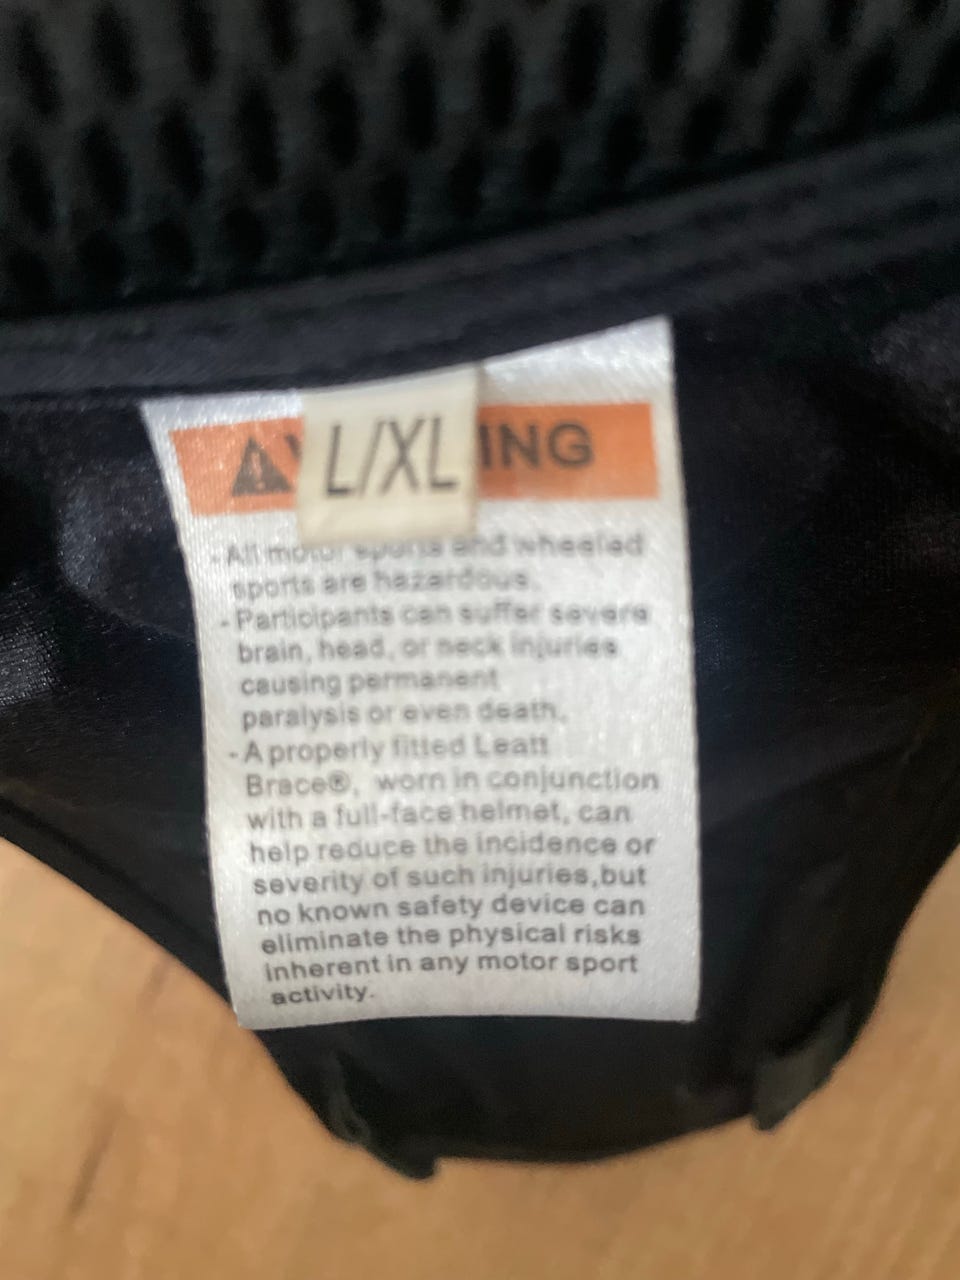 L/XL
ING
- All motor sports and wheeled
sports are hazardous.
- Participants can suffer severe
brain, head, or neck injuries
causing permanent
paralysis or even death.
- A properly fitted Leatt
Brace®, worn in conjunction
with a full-face helmet, can
help reduce the incidence or
severity of such injuries,but
no known safety device can
eliminate the physical risks
inherent in any motor sport
activity.